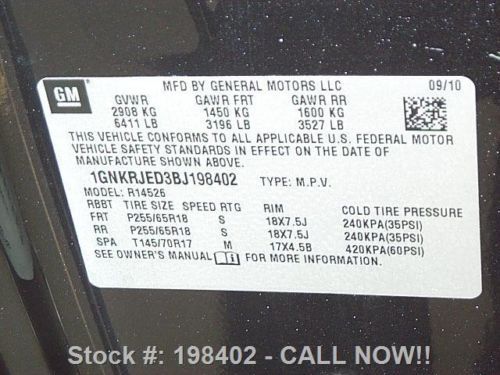 GM
MFD BY GENERAL MOTORS LLC 09/10
GVWR GAWR FRT GAWR RR
2908 KG 1450 KG 1600 KG
6411 LB 3196 LB 3527 LB
THIS VEHICLE CONFORMS TO ALL APPLICABLE U.S. FEDERAL MOTOR
VEHICLE SAFETY STANDARDS IN EFFECT ON THE DATE OF
MANUFACTURE SHOWN ABOVE.
1GNKRJED3BJ198402 TYPE: M.P.V.
MODEL: R14526
RBBT TIRE SIZE SPEED RTG RIM COLD TIRE PRESSURE
FRT P255/65R18 S 18X7.5J 240KPA(35PSI)
RR P255/65R18 S 18X7.5J 240KPA(35PSI)
SPA T145/70R17 M 17X4.5B 420KPA(60PSI)
SEE OWNER'S MANUAL FOR MORE INFORMATION.
Stock #: 198402 - CALL NOW!!